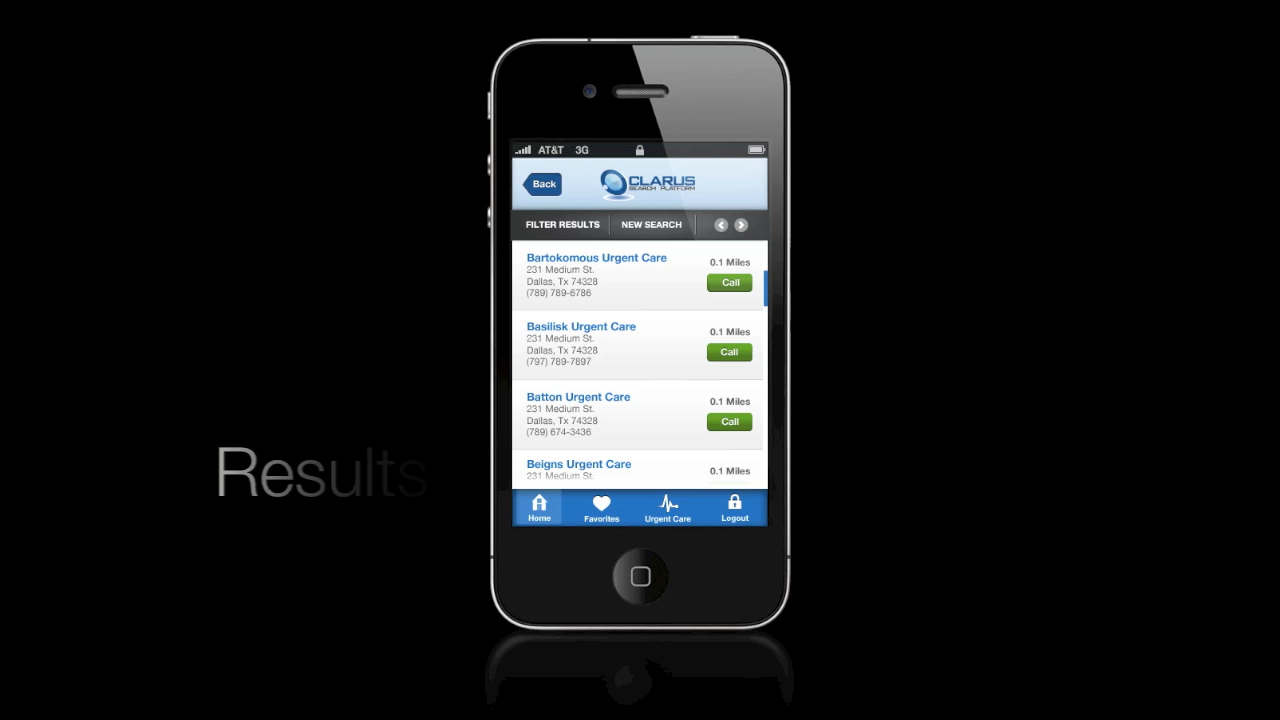 AT&T 3G
Back
CLARUS
SEARCH PLATFORM
FILTER RESULTS NEW SEARCH
Bartokomous Urgent Care
231 Medium St.
Dallas, Tx 74328
(789) 789-6786
0.1 Miles
Call
Basilisk Urgent Care
231 Medium St.
Dallas, Tx 74328
(797) 789-7897
0.1 Miles
Call
Batton Urgent Care
231 Medium St.
Dallas, Tx 74328
(789) 674-3436
0.1 Miles
Call
Beigns Urgent Care
231 Medium St.
0.1 Miles
Results
Home Favorites Urgent Care Logout